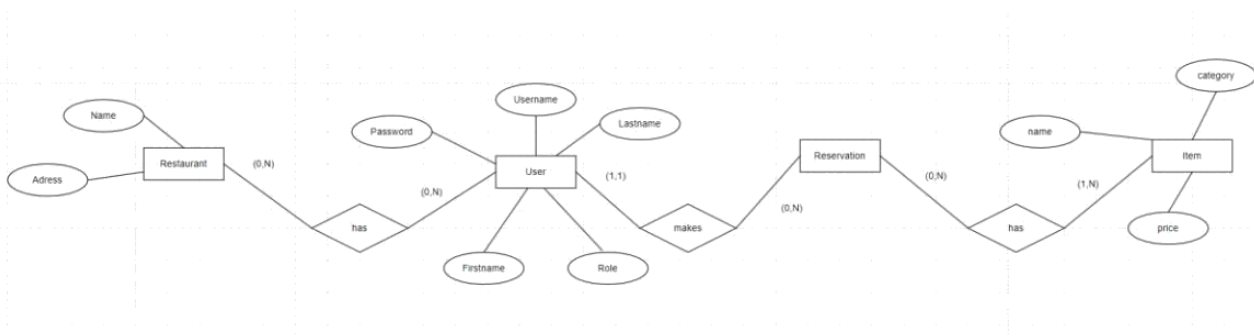 category
Username
Name
Lastname
Password
name
Reservation
Item
Restaurant
(0,N)
User
(1,1)
(0,N)
(1,N)
Adress
(0,N)
(0,N)
has
makes
has
price
Firstname
Role